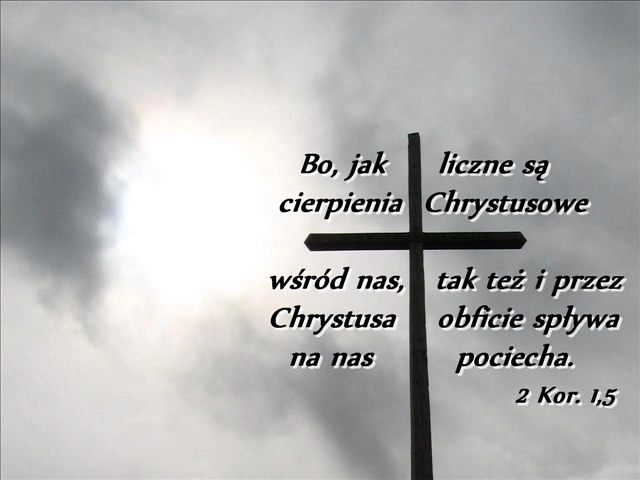 Bo, jak liczne są
cierpienia Chrystusowe
wśród nas, tak też i przez
Chrystusa obficie spływa
na nas pociecha.
2 Kor. 1,5